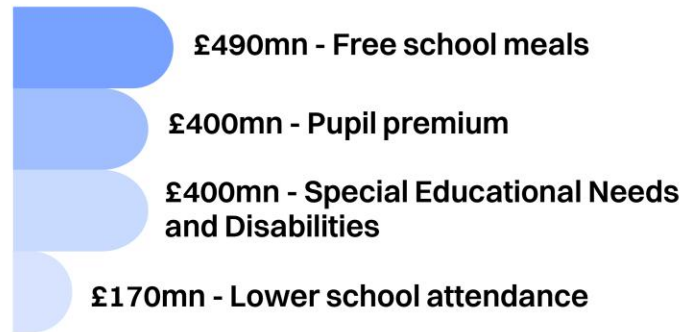 £490mn - Free school meals
£400mn - Pupil premium
£400mn - Special Educational Needs
and Disabilities
£170mn - Lower school attendance